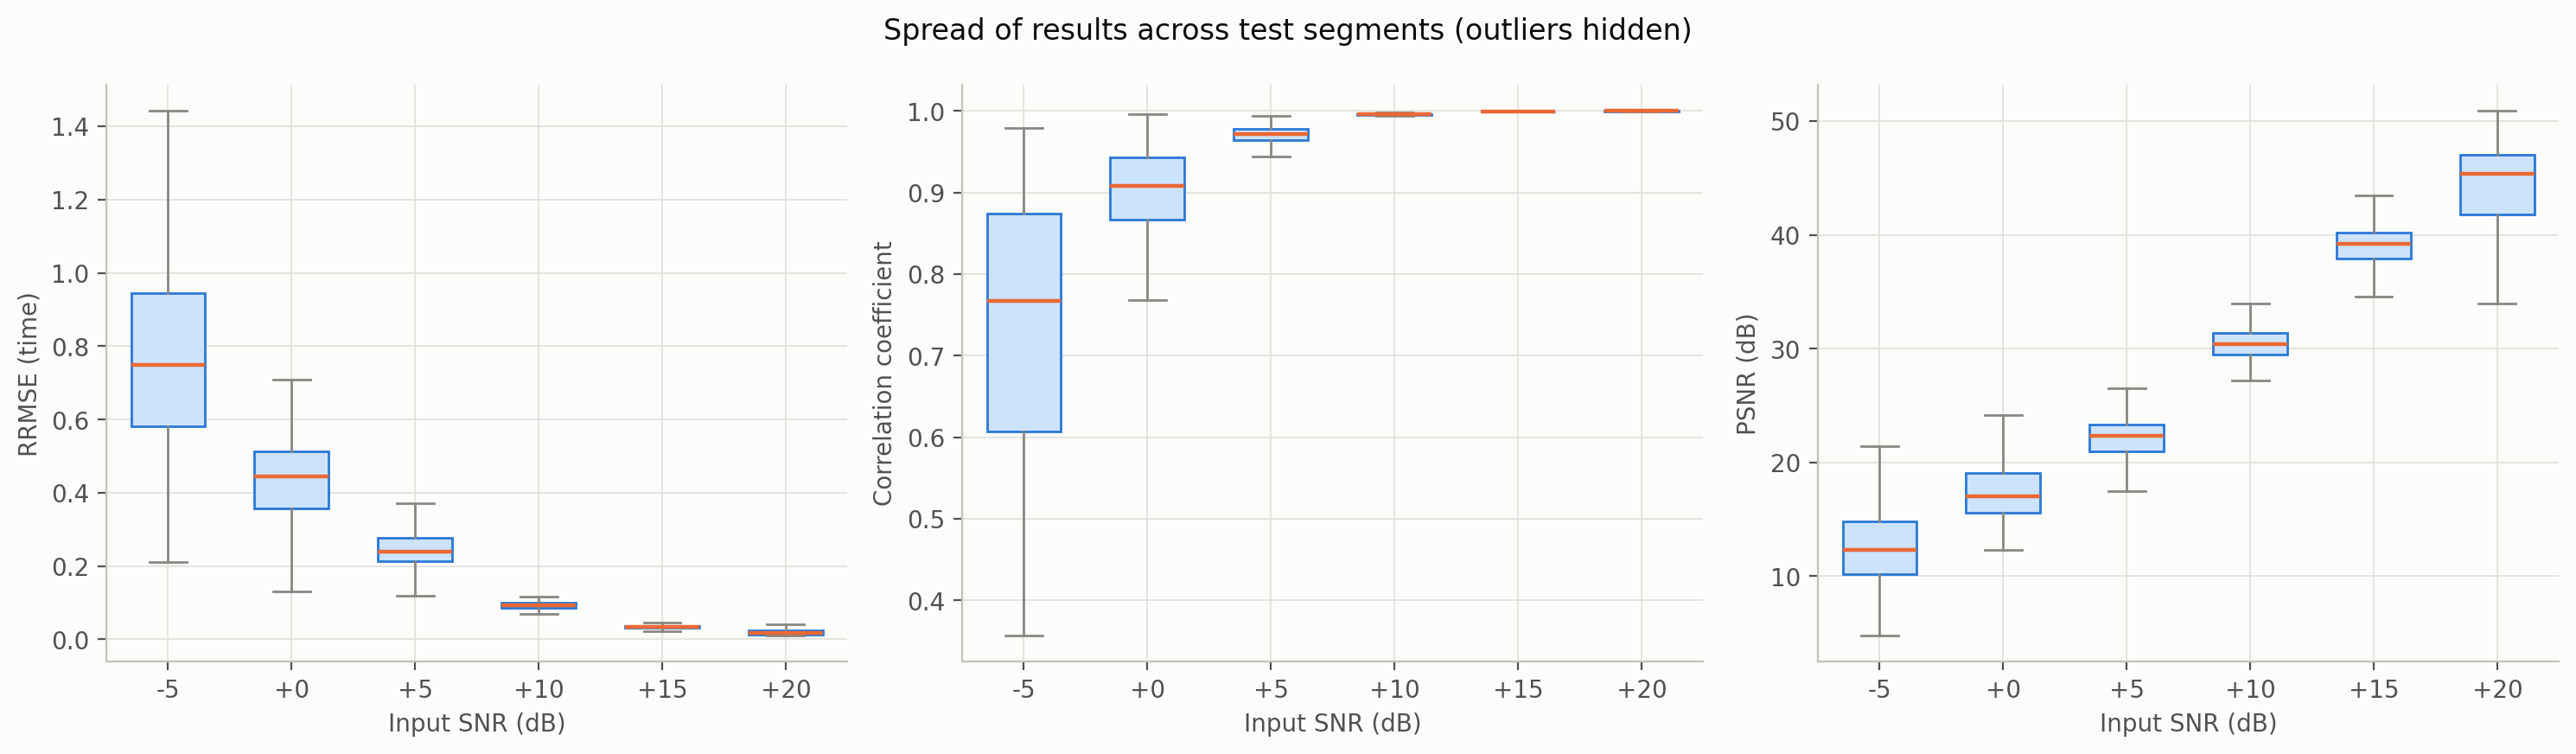 Spread of results across test segments (outliers hidden)
RRMSE (time)
1.4
1.2
1.0
0.8
0.6
0.4
0.2
0.0
-5 +0 +5 +10 +15 +20
Input SNR (dB)
Correlation coefficient
1.0
0.9
0.8
0.7
0.6
0.5
0.4
-5 +0 +5 +10 +15 +20
Input SNR (dB)
PSNR (dB)
50
40
30
20
10
-5 +0 +5 +10 +15 +20
Input SNR (dB)